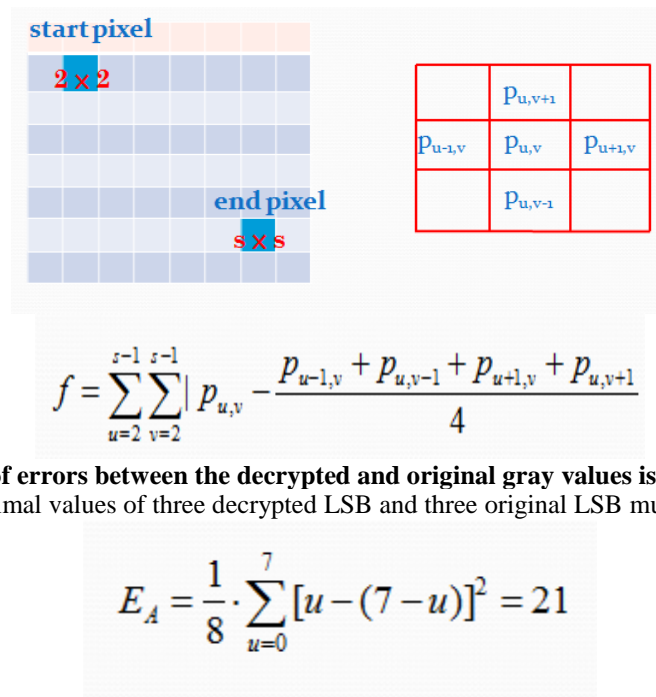 start pixel
2 × 2
end pixel
s × s
p_{u,v+1}
p_{u-1,v} p_{u,v} p_{u+1,v}
p_{u,v-1}
f = \sum_{u=2}^{s-1} \sum_{v=2}^{s-1} | p_{u,v} - \frac{p_{u-1,v} + p_{u,v-1} + p_{u+1,v} + p_{u,v+1}}{4}
of errors between the decrypted and original gray values is
imal values of three decrypted LSB and three original LSB mu
E_A = \frac{1}{8} \cdot \sum_{u=0}^{7} [u - (7 - u)]^2 = 21